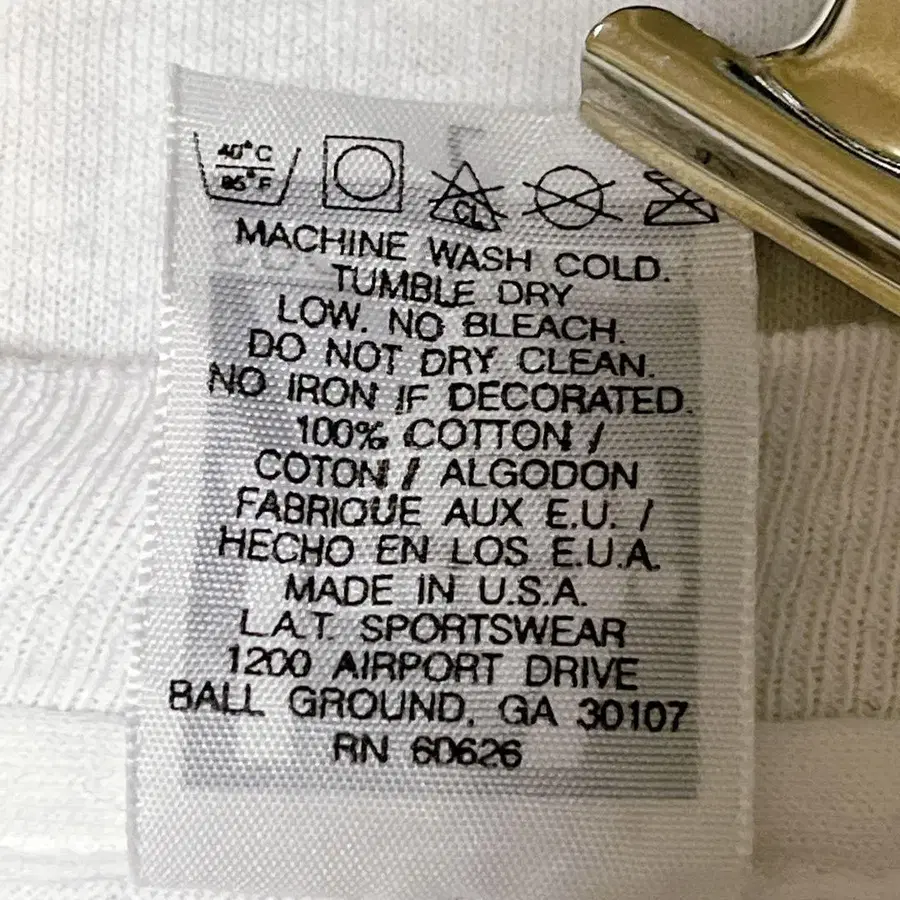 40°C
85°F
CL
MACHINE WASH COLD.
TUMBLE DRY
LOW. NO BLEACH.
DO NOT DRY CLEAN.
NO IRON IF DECORATED.
100% COTTON /
COTON / ALGODON
FABRIQUE AUX E.U. /
HECHO EN LOS E.U.A.
MADE IN U.S.A.
L.A.T. SPORTSWEAR
1200 AIRPORT DRIVE
BALL GROUND, GA 30107
RN 60626